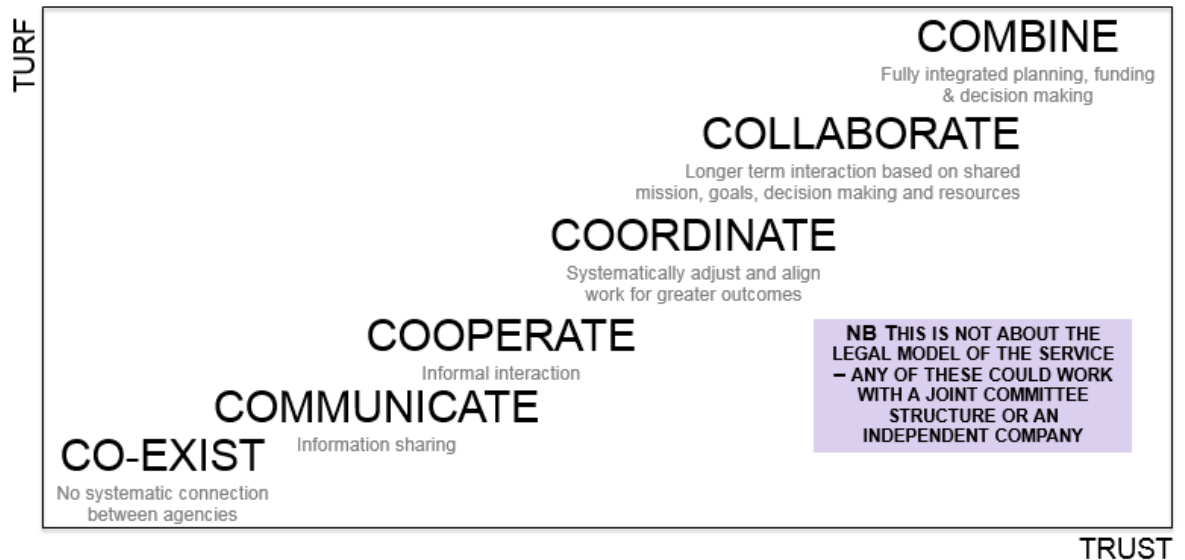 TURF
COMBINE
Fully integrated planning, funding
& decision making
COLLABORATE
Longer term interaction based on shared
mission, goals, decision making and resources
COORDINATE
Systematically adjust and align
work for greater outcomes
COOPERATE
Informal interaction
COMMUNICATE
Information sharing
CO-EXIST
No systematic connection
between agencies
NB THIS IS NOT ABOUT THE
LEGAL MODEL OF THE SERVICE
– ANY OF THESE COULD WORK
WITH A JOINT COMMITTEE
STRUCTURE OR AN
INDEPENDENT COMPANY
TRUST